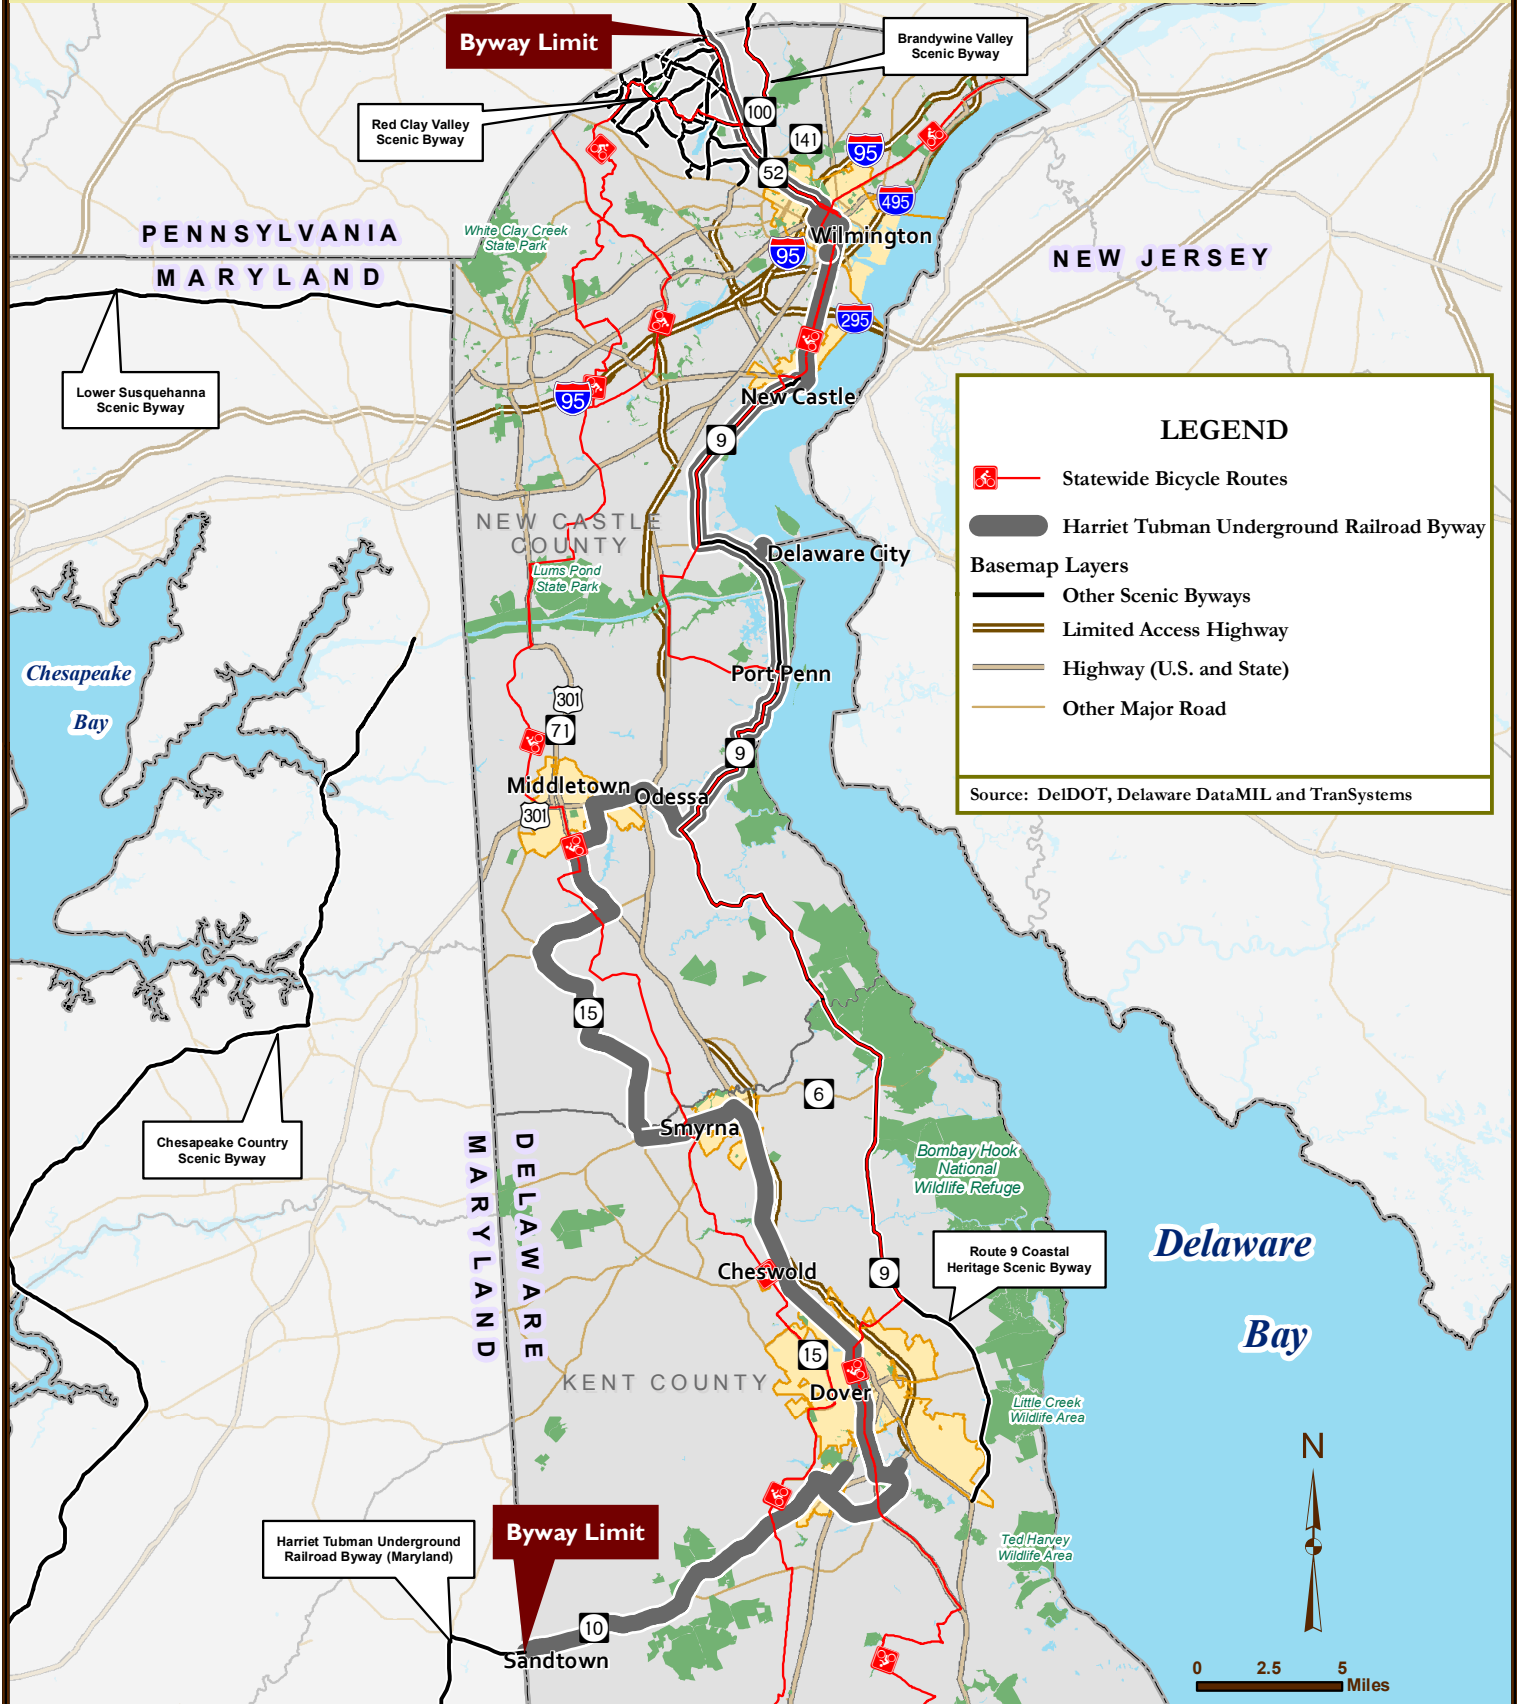 Byway Limit
Brandywine Valley
Scenic Byway
Red Clay Valley
Scenic Byway
100
141
95
52
495
PENNSYLVANIA
MARYLAND
White Clay Creek
State Park
Wilmington
95
NEW JERSEY
295
Lower Susquehanna
Scenic Byway
95
New Castle
9
LEGEND
Statewide Bicycle Routes
Harriet Tubman Underground Railroad Byway
Basemap Layers
Other Scenic Byways
Limited Access Highway
Highway (U.S. and State)
Other Major Road
Source: DelDOT, Delaware DataMIL and TranSystems
NEW CASTLE
COUNTY
Delaware City
Lums Pond
State Park
Chesapeake
Bay
Port Penn
301
71
9
Middletown
Odessa
301
15
6
Smyrna
Chesapeake Country
Scenic Byway
MARYLAND
DELAWARE
Bombay Hook
National
Wildlife Refuge
Delaware
Bay
Route 9 Coastal
Heritage Scenic Byway
Cheswold
9
15
KENT COUNTY
Dover
Little Creek
Wildlife Area
N
Byway Limit
Harriet Tubman Underground
Railroad Byway (Maryland)
Ted Harvey
Wildlife Area
10
Sandtown
0 2.5 5
Miles